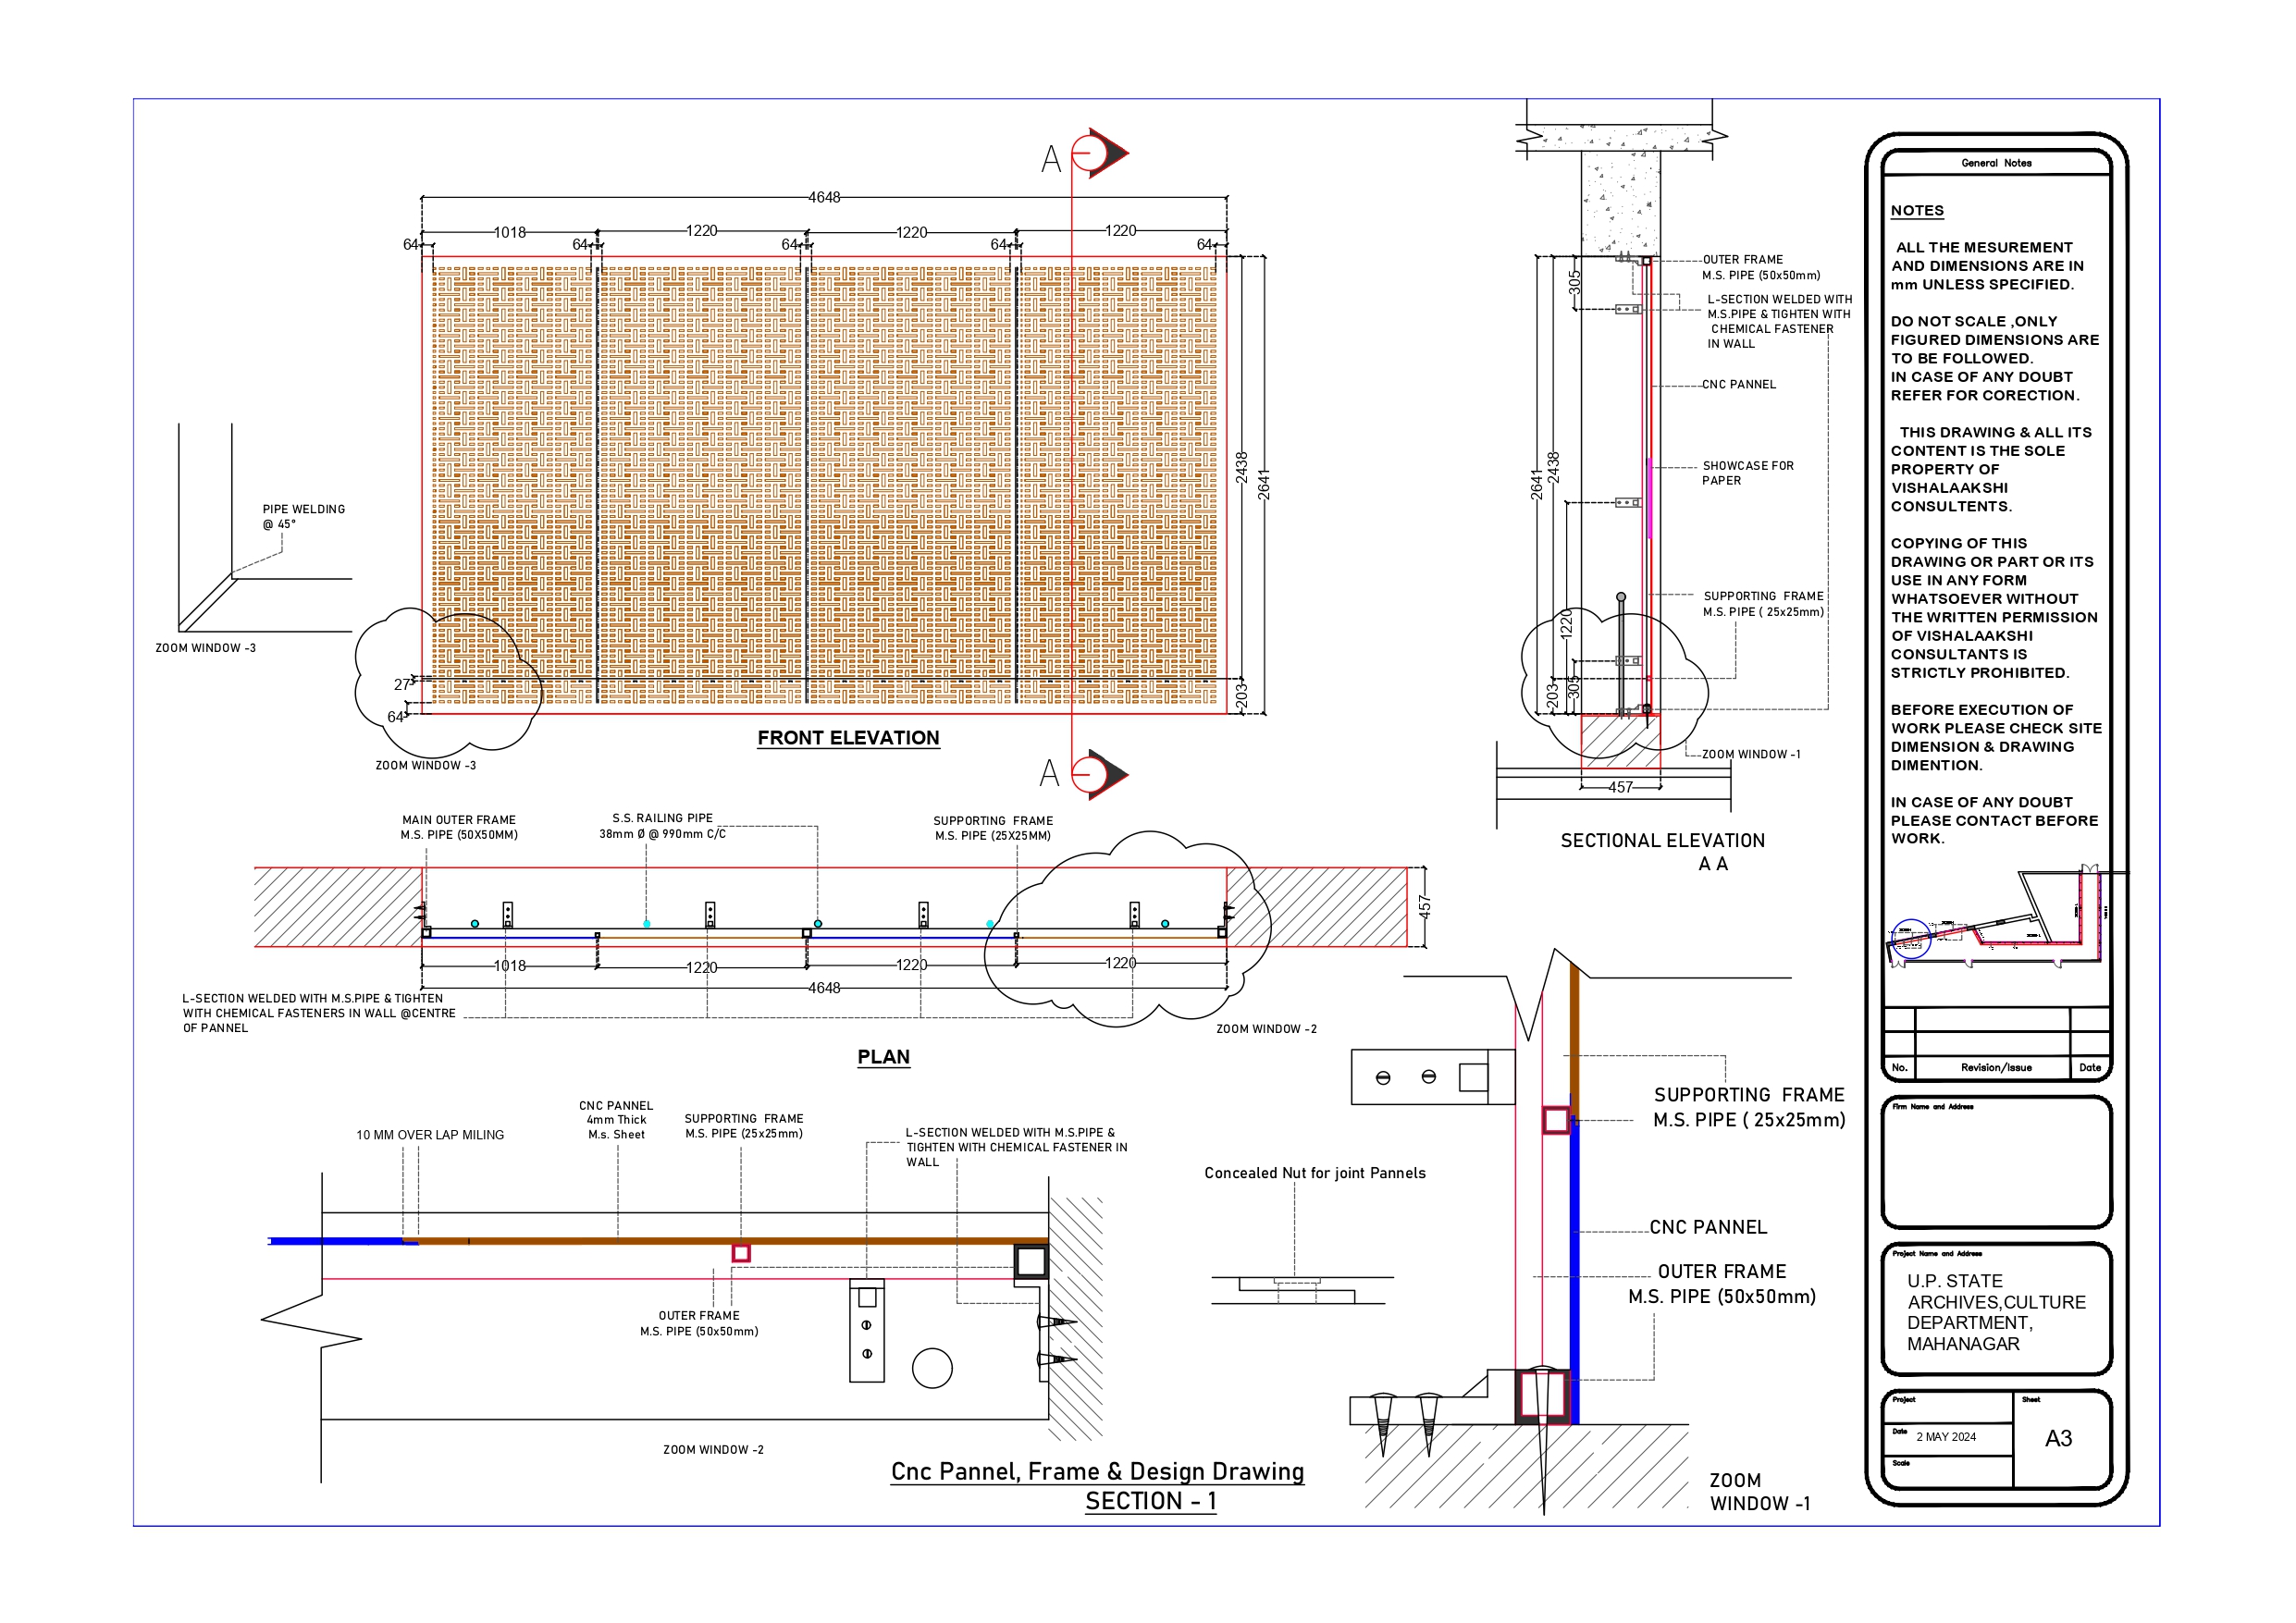 A
4648
1018
1220
1220
1220
64
64
64
64
64
2438
2641
203
27
64
FRONT ELEVATION
A
PIPE WELDING
@ 45°
ZOOM WINDOW -3
ZOOM WINDOW -3
305
2641
2438
1220
203
305
457
OUTER FRAME
M.S. PIPE (50x50mm)
L-SECTION WELDED WITH
M.S.PIPE & TIGHTEN WITH
CHEMICAL FASTENER
IN WALL
CNC PANNEL
SHOWCASE FOR
PAPER
SUPPORTING FRAME
M.S. PIPE ( 25x25mm)
ZOOM WINDOW -1
SECTIONAL ELEVATION
A A
MAIN OUTER FRAME
M.S. PIPE (50X50MM)
S.S. RAILING PIPE
38mm Ø @ 990mm C/C
SUPPORTING FRAME
M.S. PIPE (25X25MM)
457
1018
1220
1220
1220
4648
L-SECTION WELDED WITH M.S.PIPE & TIGHTEN
WITH CHEMICAL FASTENERS IN WALL @CENTRE
OF PANNEL
ZOOM WINDOW -2
PLAN
10 MM OVER LAP MILING
CNC PANNEL
4mm Thick
M.s. Sheet
SUPPORTING FRAME
M.S. PIPE (25x25mm)
L-SECTION WELDED WITH M.S.PIPE &
TIGHTEN WITH CHEMICAL FASTENER IN
WALL
OUTER FRAME
M.S. PIPE (50x50mm)
ZOOM WINDOW -2
Concealed Nut for joint Pannels
SUPPORTING FRAME
M.S. PIPE ( 25x25mm)
CNC PANNEL
OUTER FRAME
M.S. PIPE (50x50mm)
ZOOM
WINDOW -1
Cnc Pannel, Frame & Design Drawing
SECTION - 1
General Notes
NOTES
ALL THE MESUREMENT
AND DIMENSIONS ARE IN
mm UNLESS SPECIFIED.
DO NOT SCALE ,ONLY
FIGURED DIMENSIONS ARE
TO BE FOLLOWED.
IN CASE OF ANY DOUBT
REFER FOR CORECTION.
THIS DRAWING & ALL ITS
CONTENT IS THE SOLE
PROPERTY OF
VISHALAAKSHI
CONSULTENTS.
COPYING OF THIS
DRAWING OR PART OR ITS
USE IN ANY FORM
WHATSOEVER WITHOUT
THE WRITTEN PERMISSION
OF VISHALAAKSHI
CONSULTANTS IS
STRICTLY PROHIBITED.
BEFORE EXECUTION OF
WORK PLEASE CHECK SITE
DIMENSION & DRAWING
DIMENTION.
IN CASE OF ANY DOUBT
PLEASE CONTACT BEFORE
WORK.
No. Revision/Issue Date
Firm Name and Address
Project Name and Address
U.P. STATE
ARCHIVES,CULTURE
DEPARTMENT,
MAHANAGAR
Project
Sheet
Date 2 MAY 2024
A3
Scale